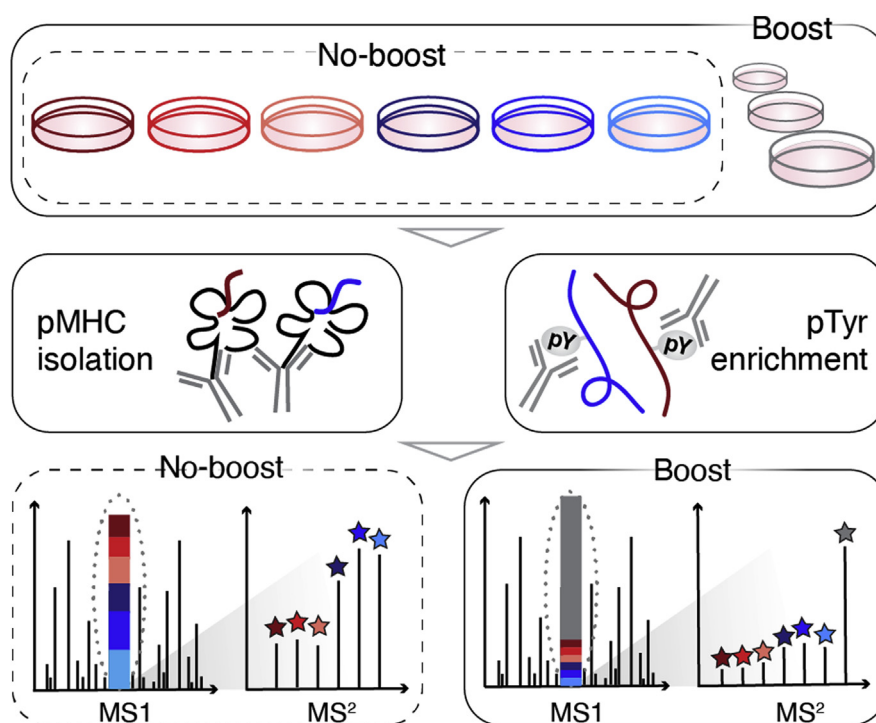 Boost
No-boost
pMHC
isolation
pY
pY
pTyr
enrichment
No-boost
Boost
MS1
MS²
MS1
MS²